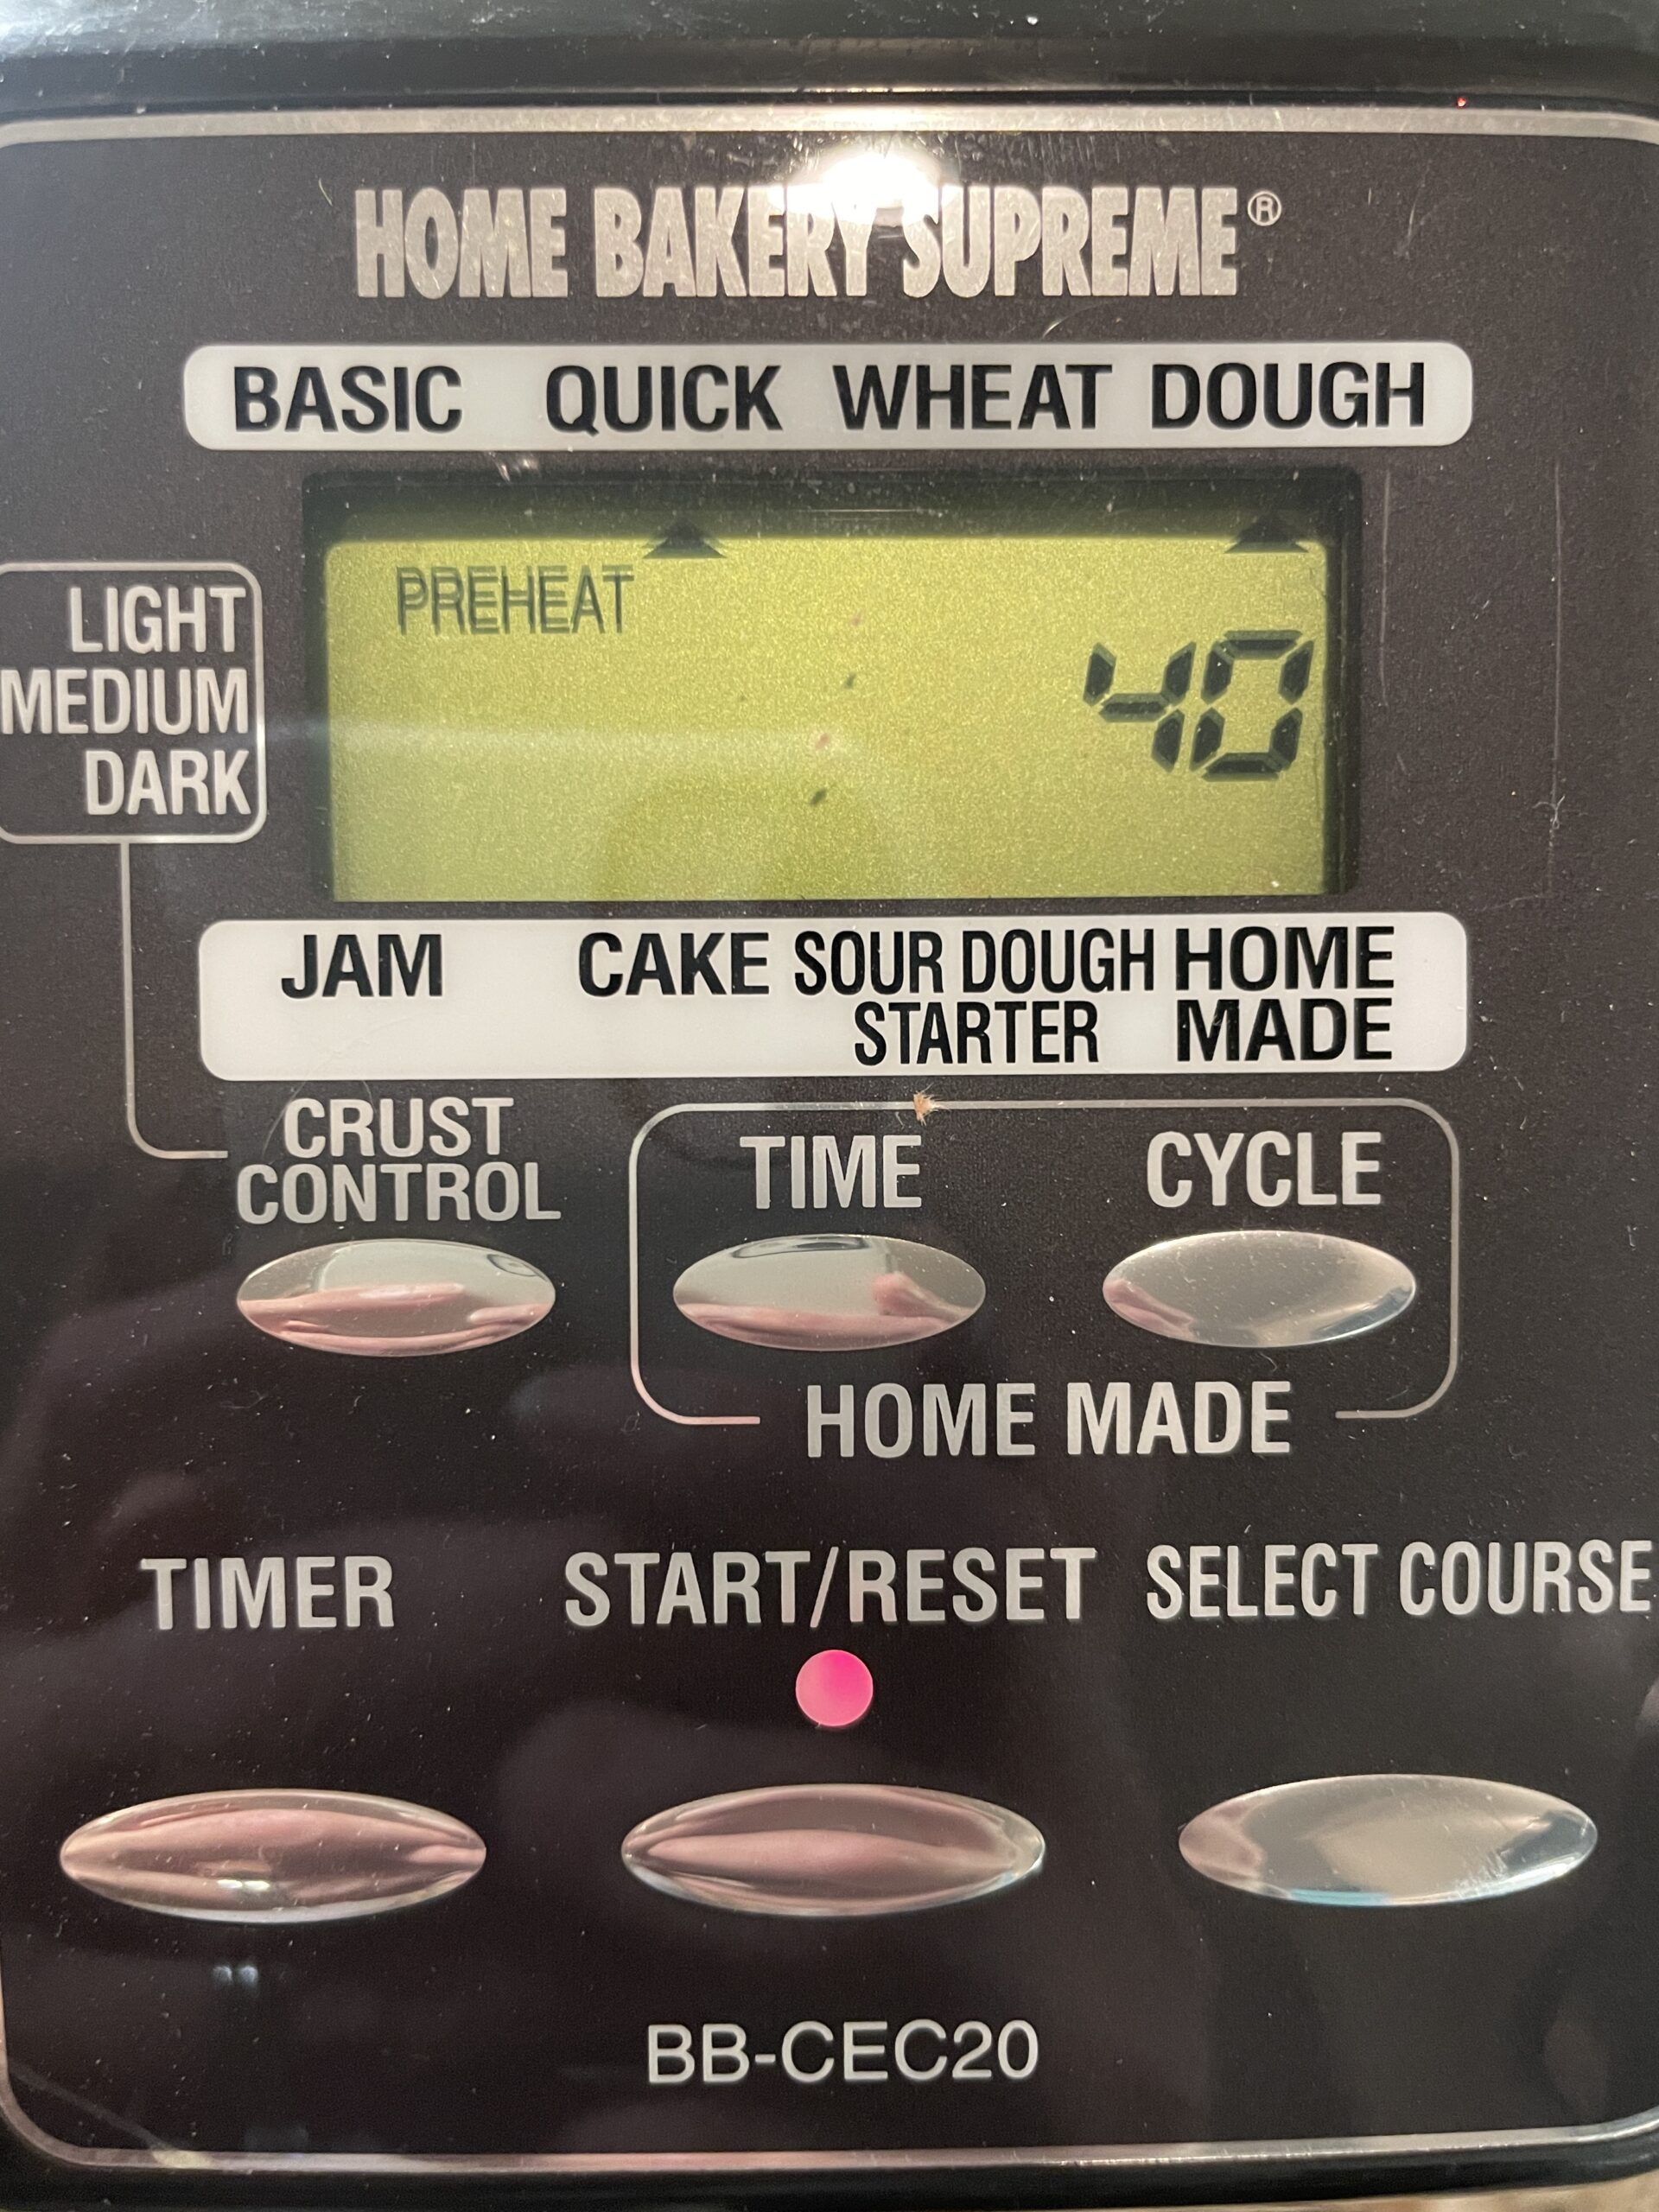 HOME BAKERY SUPREME®
BASIC QUICK WHEAT DOUGH
PREHEAT
40
LIGHT
MEDIUM
DARK
JAM CAKE SOUR DOUGH STARTER HOME MADE
CRUST CONTROL
TIME CYCLE
HOME MADE
TIMER START/RESET SELECT COURSE
BB-CEC20